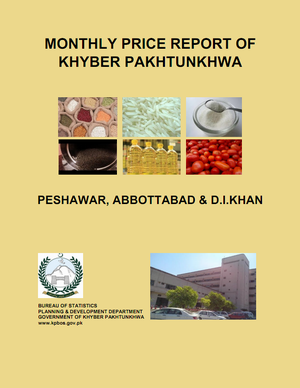 MONTHLY PRICE REPORT OF
KHYBER PAKHTUNKHWA
PESHAWAR, ABBOTTABAD & D.I.KHAN
BUREAU OF STATISTICS
PLANNING & DEVELOPMENT DEPARTMENT
GOVERNMENT OF KHYBER PAKHTUNKHWA
www.kpbos.gov.pk